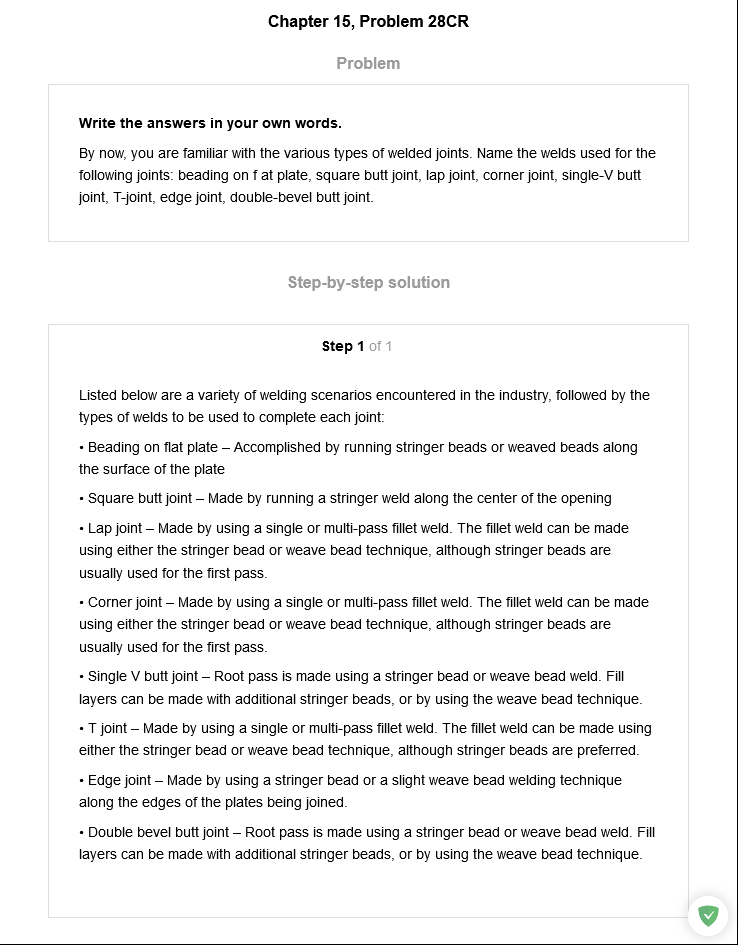 Chapter 15, Problem 28CR
Problem
Write the answers in your own words.
By now, you are familiar with the various types of welded joints. Name the welds used for the
following joints: beading on f at plate, square butt joint, lap joint, corner joint, single-V butt
joint, T-joint, edge joint, double-bevel butt joint.
Step-by-step solution
Step 1 of 1
Listed below are a variety of welding scenarios encountered in the industry, followed by the
types of welds to be used to complete each joint:
• Beading on flat plate – Accomplished by running stringer beads or weaved beads along
the surface of the plate
• Square butt joint – Made by running a stringer weld along the center of the opening
• Lap joint – Made by using a single or multi-pass fillet weld. The fillet weld can be made
using either the stringer bead or weave bead technique, although stringer beads are
usually used for the first pass.
• Corner joint – Made by using a single or multi-pass fillet weld. The fillet weld can be made
using either the stringer bead or weave bead technique, although stringer beads are
usually used for the first pass.
• Single V butt joint – Root pass is made using a stringer bead or weave bead weld. Fill
layers can be made with additional stringer beads, or by using the weave bead technique.
• T joint – Made by using a single or multi-pass fillet weld. The fillet weld can be made using
either the stringer bead or weave bead technique, although stringer beads are preferred.
• Edge joint – Made by using a stringer bead or a slight weave bead welding technique
along the edges of the plates being joined.
• Double bevel butt joint – Root pass is made using a stringer bead or weave bead weld. Fill
layers can be made with additional stringer beads, or by using the weave bead technique.